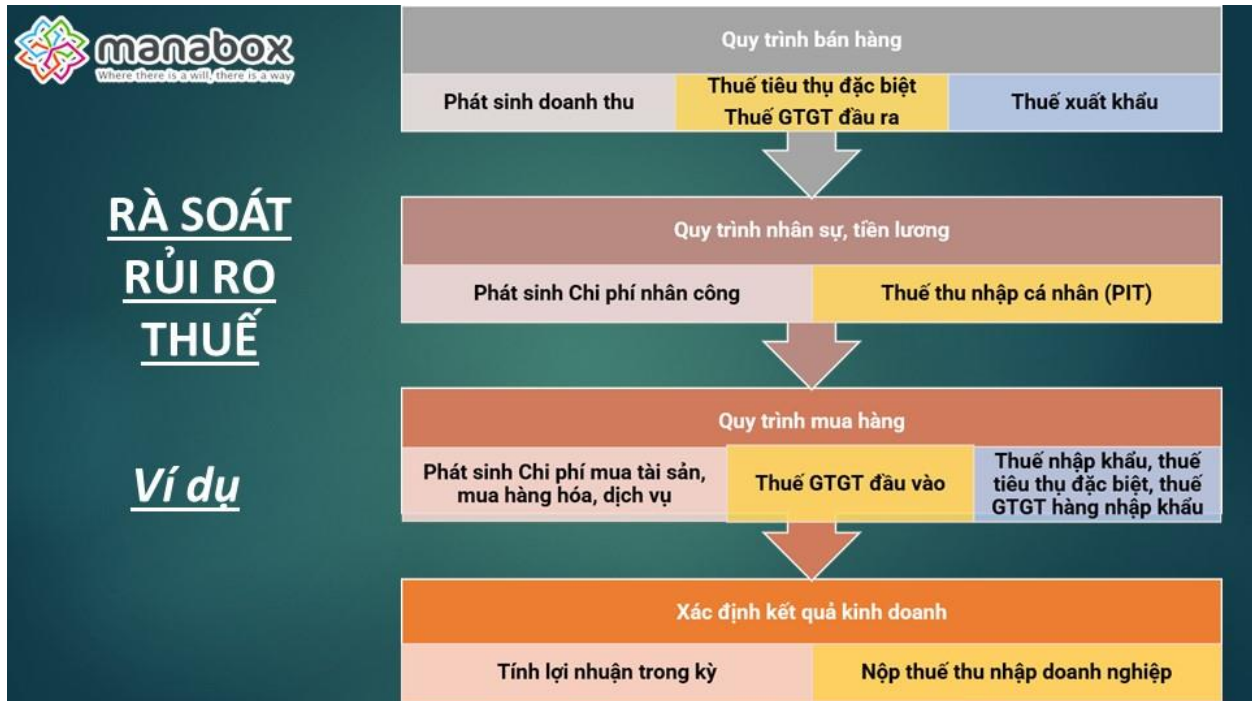 manabox
Where there is a will, there is a way
RÀ SOÁT
RỦI RO
THUẾ
Ví dụ
Quy trình bán hàng
Phát sinh doanh thu
Thuế tiêu thụ đặc biệt
Thuế GTGT đầu ra
Thuế xuất khẩu
Quy trình nhân sự, tiền lương
Phát sinh Chi phí nhân công
Thuế thu nhập cá nhân (PIT)
Quy trình mua hàng
Phát sinh Chi phí mua tài sản,
mua hàng hóa, dịch vụ
Thuế GTGT đầu vào
Thuế nhập khẩu, thuế
tiêu thụ đặc biệt, thuế
GTGT hàng nhập khẩu
Xác định kết quả kinh doanh
Tính lợi nhuận trong kỳ
Nộp thuế thu nhập doanh nghiệp